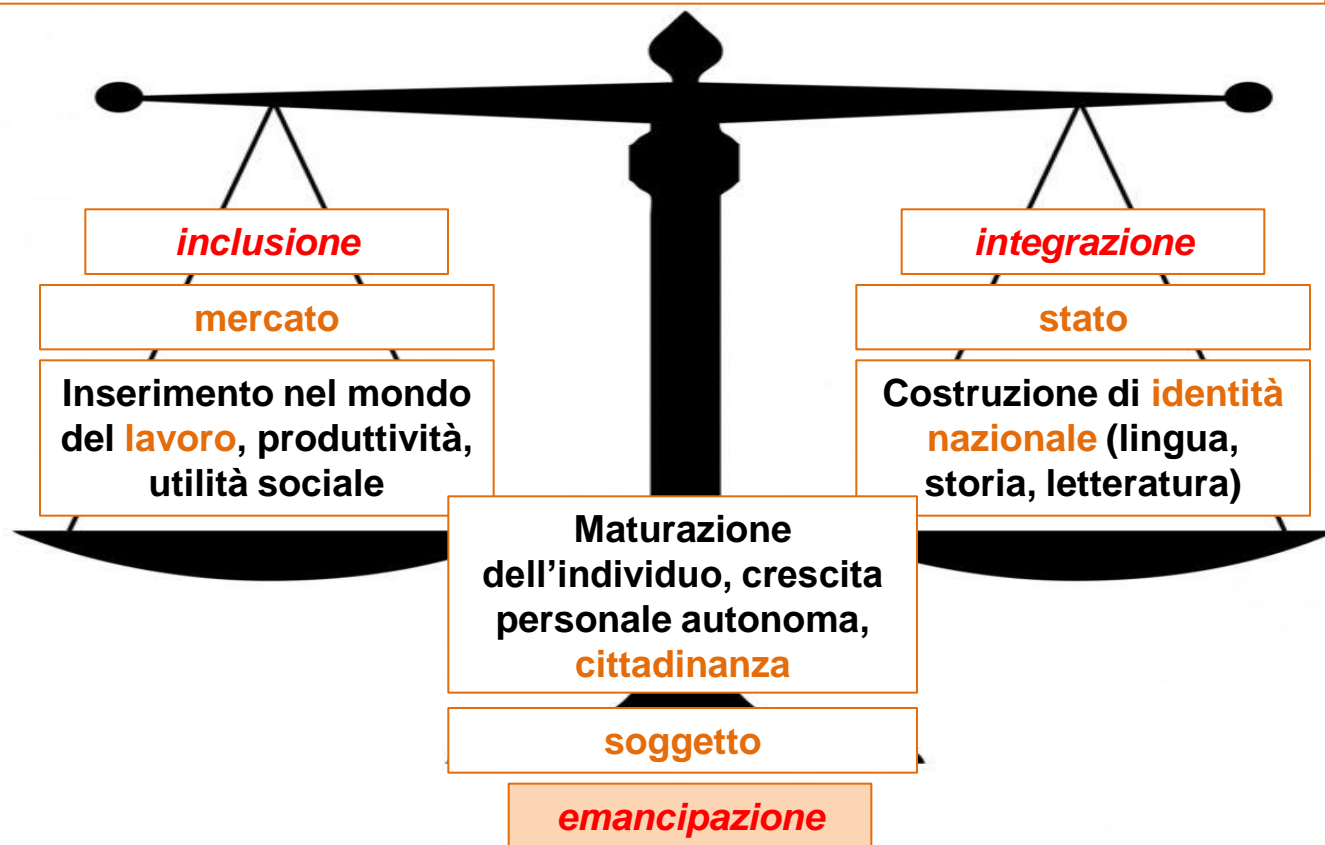 inclusione
mercato
Inserimento nel mondo
del lavoro, produttività,
utilità sociale
integrazione
stato
Costruzione di identità
nazionale (lingua,
storia, letteratura)
Maturazione
dell’individuo, crescita
personale autonoma,
cittadinanza
soggetto
emancipazione